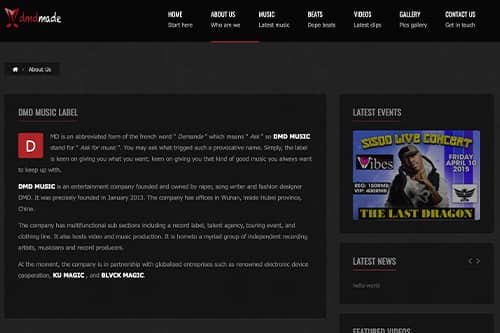 dmdmade
HOME
Start here
ABOUT US
Who are we
MUSIC
Latest music
BEATS
Dope beats
VIDEOS
Latest clips
GALLERY
Pics gallery
CONTACT US
Get in touch
About Us
DMD MUSIC LABEL
D MD is an abbreviated form of the french word " Demande " which means " Ask " so DMD MUSIC
stand for " Ask for music ". You may ask what trigged such a provocative name. Simply, the label
is keen on giving you what you want; keen on giving you that kind of good music you always want
to keep up with.
DMD MUSIC is an entertainment company founded and owned by raper, song writer and fashion designer
DMD. It was precisely founded in January 2013. The company has offices in Wuhan, inside Hubei province,
China.
The company has multifunctional sub sections including a record label, talent agency, touring event, and
clothing line. It also hosts video and music production. It is hometo a myriad group of independent recording
artists, musicians and record producers.
At the moment, the company is in partnership with globalised enterprises such as renowned electronic device
cooperation, KU MAGIC , and BLVCK MAGIC.
LATEST EVENTS
SISOO LIVE CONCERT
Vibes
FRIDAY
APRIL 10
2015
REG: 150RMB
VIP: 400RMB
THE LAST DRAGON
LATEST NEWS
hello world
FEATURED VIDEOS